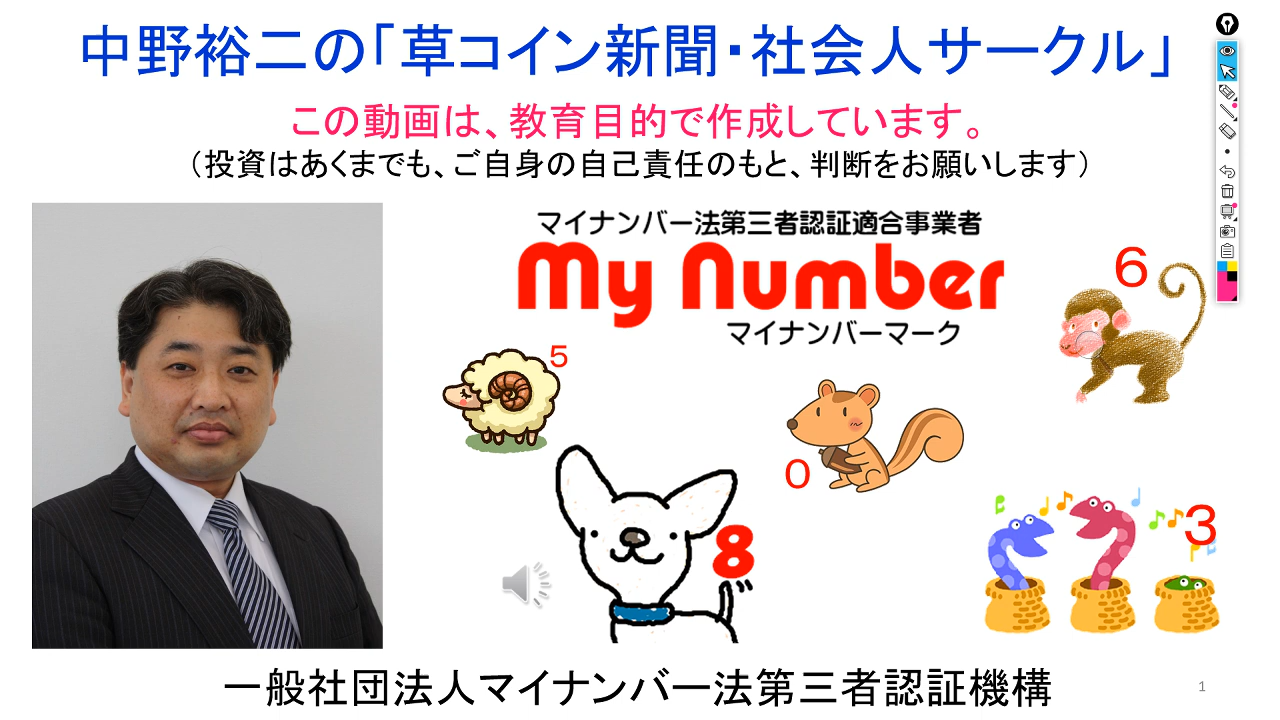 中野裕二の「草コイン新聞・社会人サークル」
この動画は、教育目的で作成しています。
（投資はあくまでも、ご自身の自己責任のもと、判断をお願いします）
マイナンバー法第三者認証適合事業者
My Number
マイナンバーマーク
6
5
0
8
3
一般社団法人マイナンバー法第三者認証機構
1